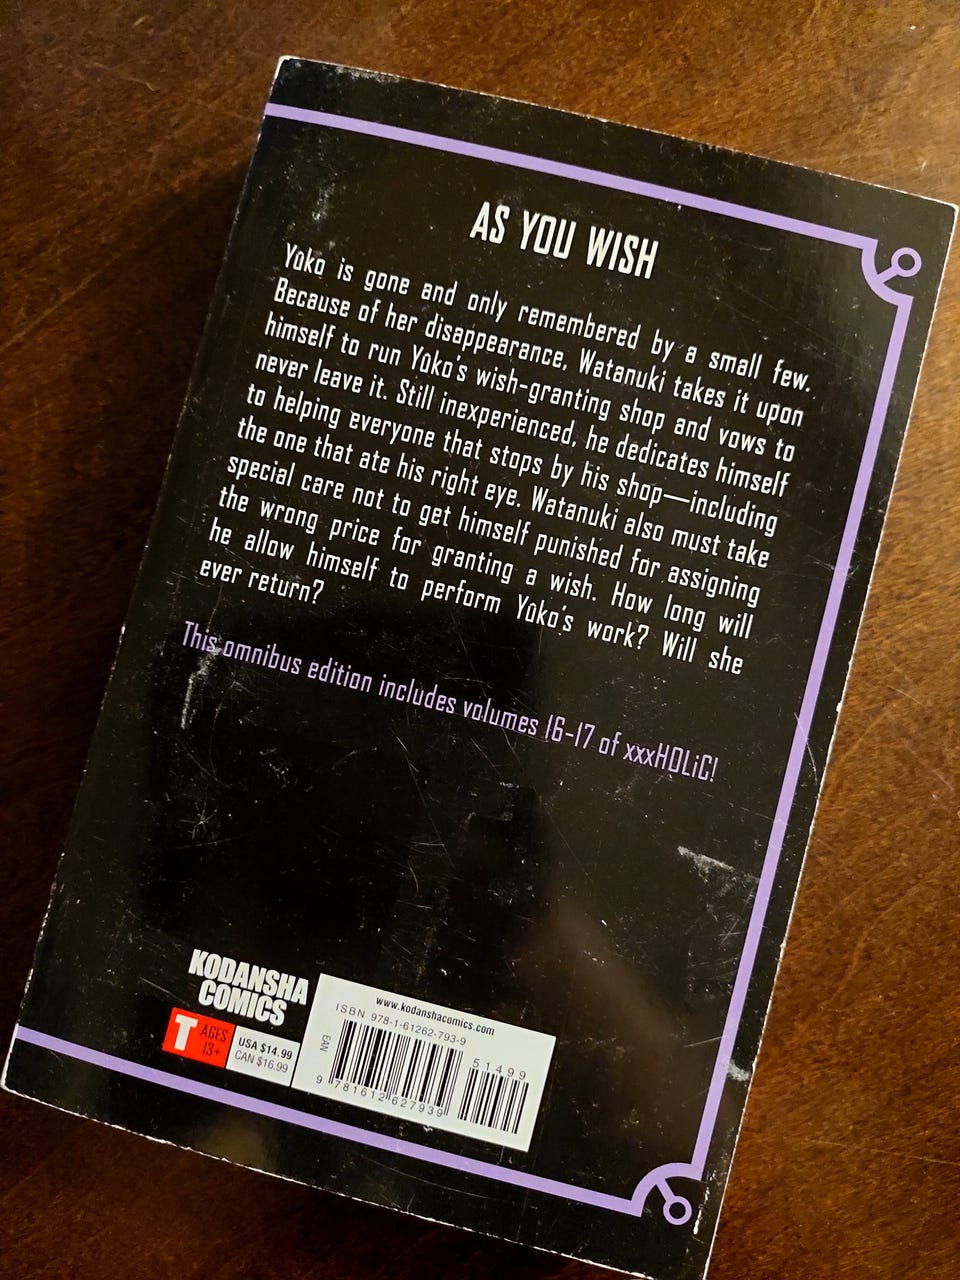 AS YOU WISH
Yuko is gone and only remembered by a small few.
Because of her disappearance, Watanuki takes it upon
himself to run Yuko's wish-granting shop and vows to
never leave it. Still inexperienced, he dedicates himself
to helping everyone that stops by his shop—including
the one that ate his right eye. Watanuki also must take
special care not to get himself punished for assigning
the wrong price for granting a wish. How long will
he allow himself to perform Yuko's work? Will she
ever return?
This omnibus edition includes volumes 16-17 of xxxHOLiC!
KODANSHA
COMICS
T AGES
13+
USA $14.99
CAN $16.99
www.kodanshacomics.com
ISBN 978-1-61262-793-9
EAN
51499
9 781612 627939